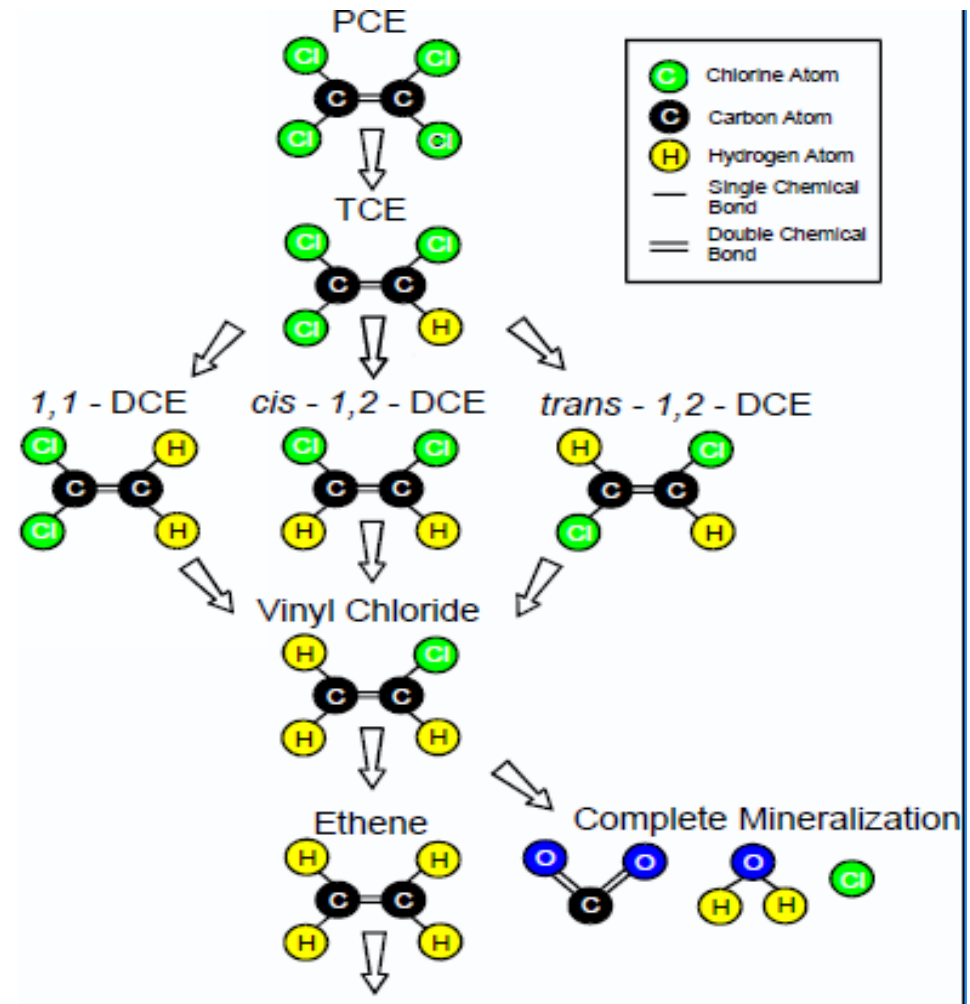 PCE
Cl Cl
C C
Cl Cl
C Chlorine Atom
C Carbon Atom
H Hydrogen Atom
Single Chemical
Bond
Double Chemical
Bond
TCE
Cl Cl
C C
Cl H
1,1 - DCE
Cl H
C C
Cl H
cis - 1,2 - DCE
Cl Cl
C C
H H
trans - 1,2 - DCE
H Cl
C C
Cl H
Vinyl Chloride
H Cl
C C
H H
Ethene
H H
C C
H H
Complete Mineralization
O O
C
O
H H
Cl